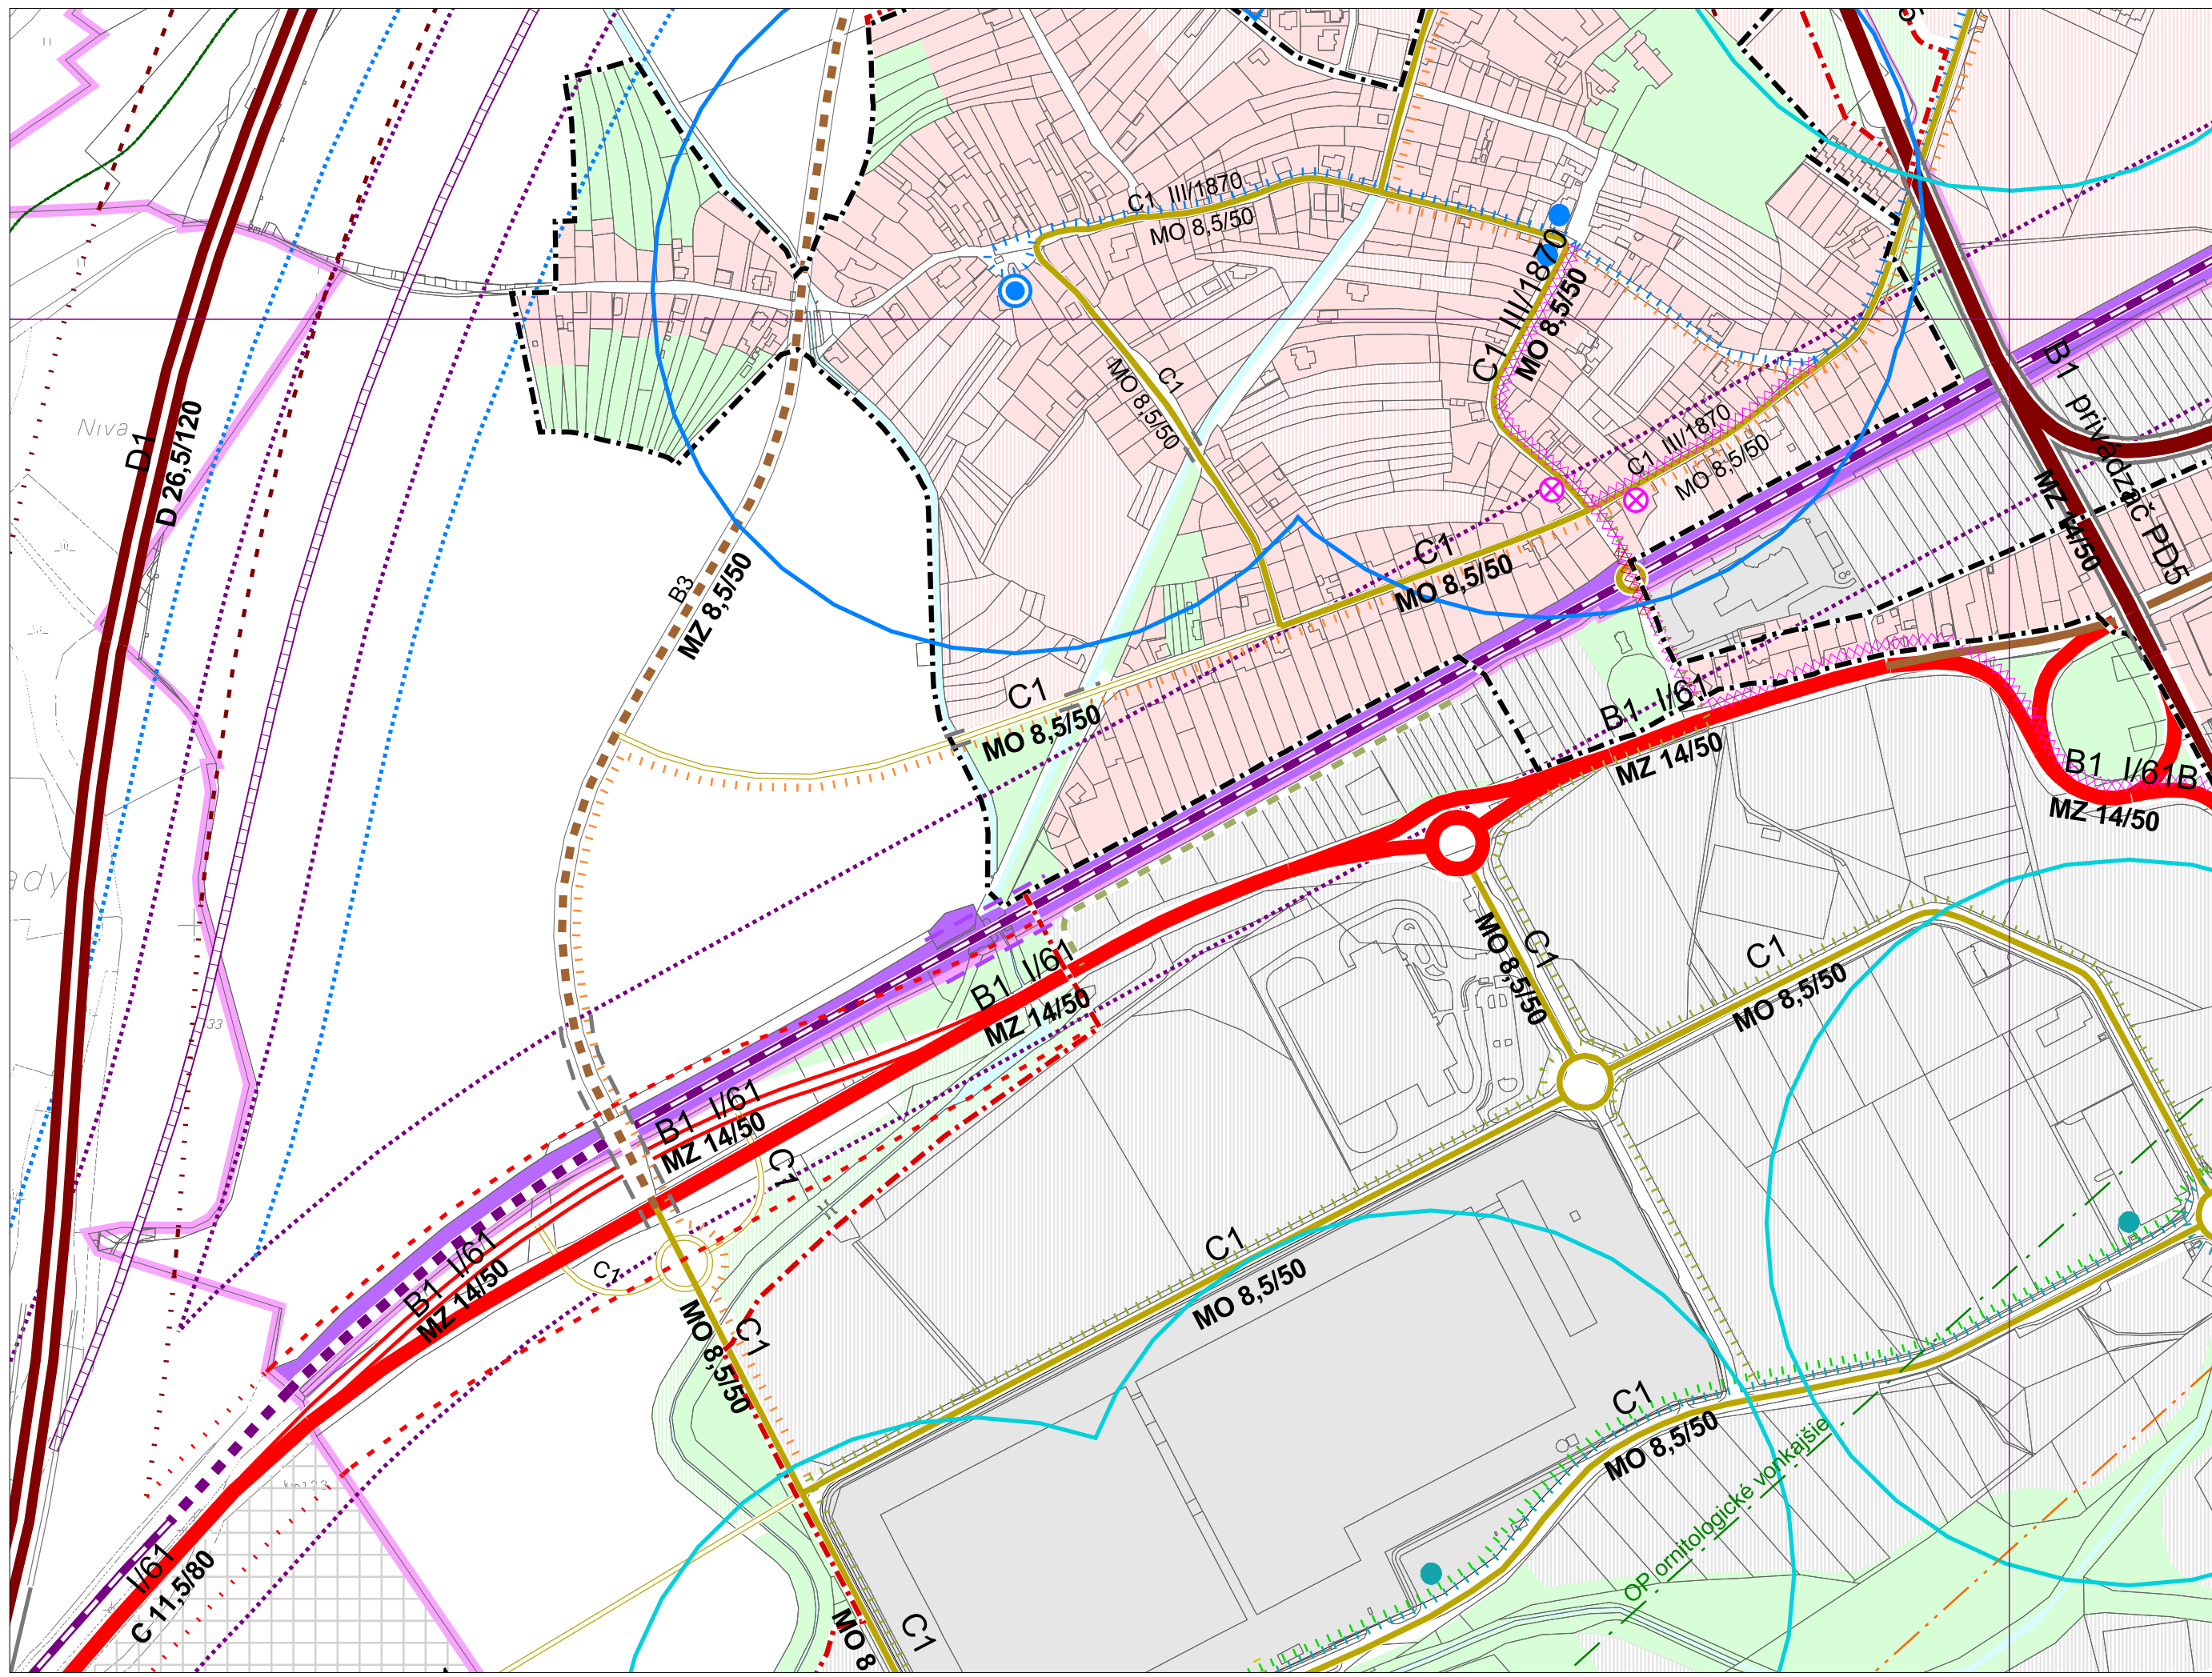 C1 III/1870
MO 8,5/50
III/1870
C1
MO 8,5/50
Niva
D1
D 26,5/120
C1
MO 8,5/50
C1 III/1870
MO 8,5/50
B1 privádzač PD5
MZ 14/50
B3
MZ 8,5/50
C1
MO 8,5/50
C1
MO 8,5/50
B1 I/61
MZ 14/50
B1 I/61
MZ 14/50
B
ady
C1
MO 8,5/50
C1
MO 8,5/50
B1 I/61
MZ 14/50
33
B1 I/61
MZ 14/50
C1
B1 I/61
MZ 14/50
C1
C1
MO 8,5/50
C1
MO 8,5/50
C1
MO 8,5/50
OP ornitologické vonkajšie
I/61
C 11,5/80
C1
MO 8